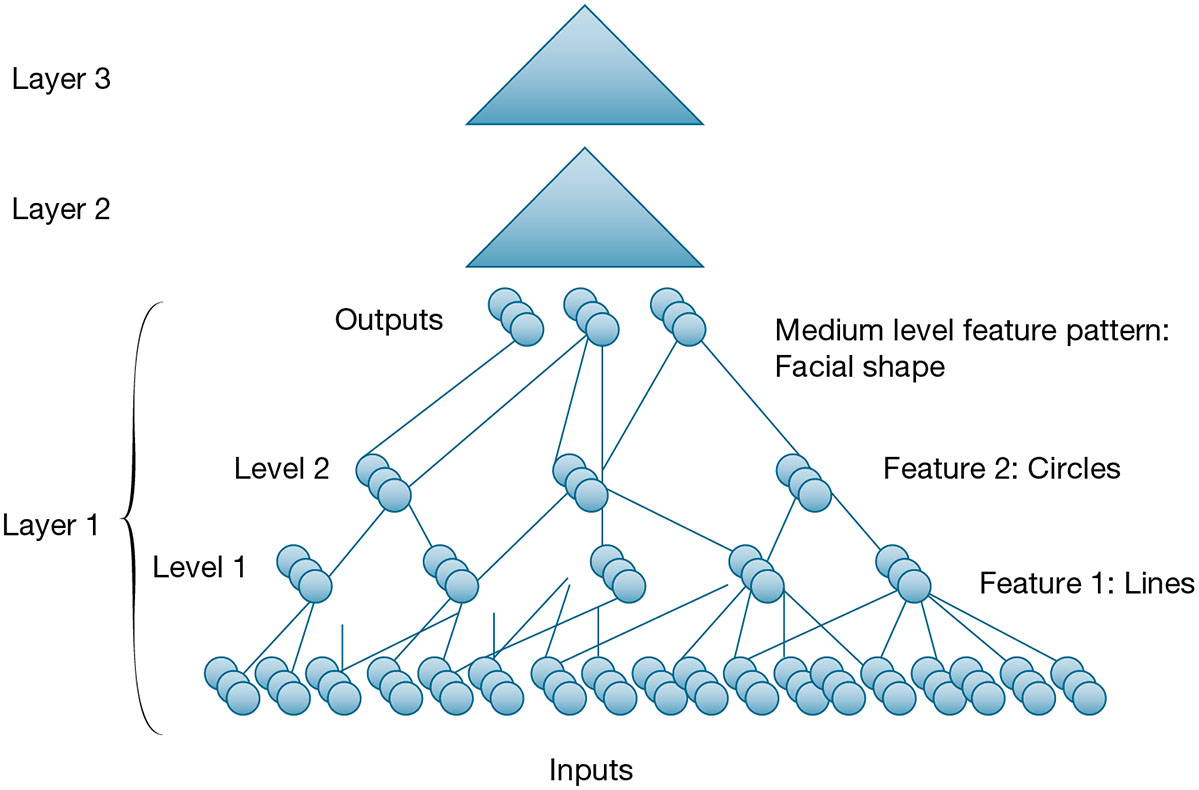 Layer 3
Layer 2
Outputs
Medium level feature pattern:
Facial shape
Level 2
Feature 2: Circles
Layer 1
Level 1
Feature 1: Lines
Inputs